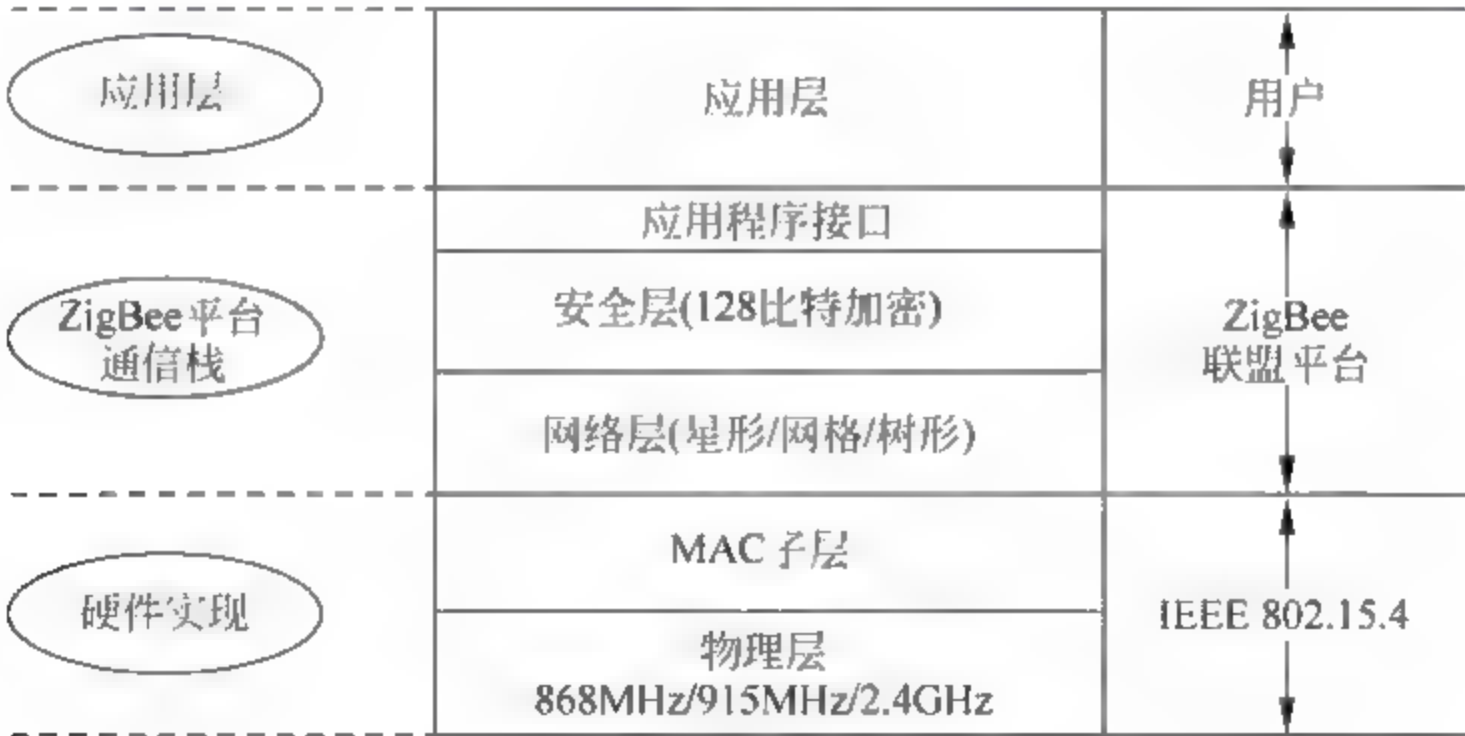 应用层
应用层
用户
应用程序接口
安全层(128比特加密)
ZigBee平台
通信栈
ZigBee
联盟平台
网络层(星形/网格/树形)
MAC子层
硬件实现
IEEE 802.15.4
物理层
868MHz/915MHz/2.4GHz